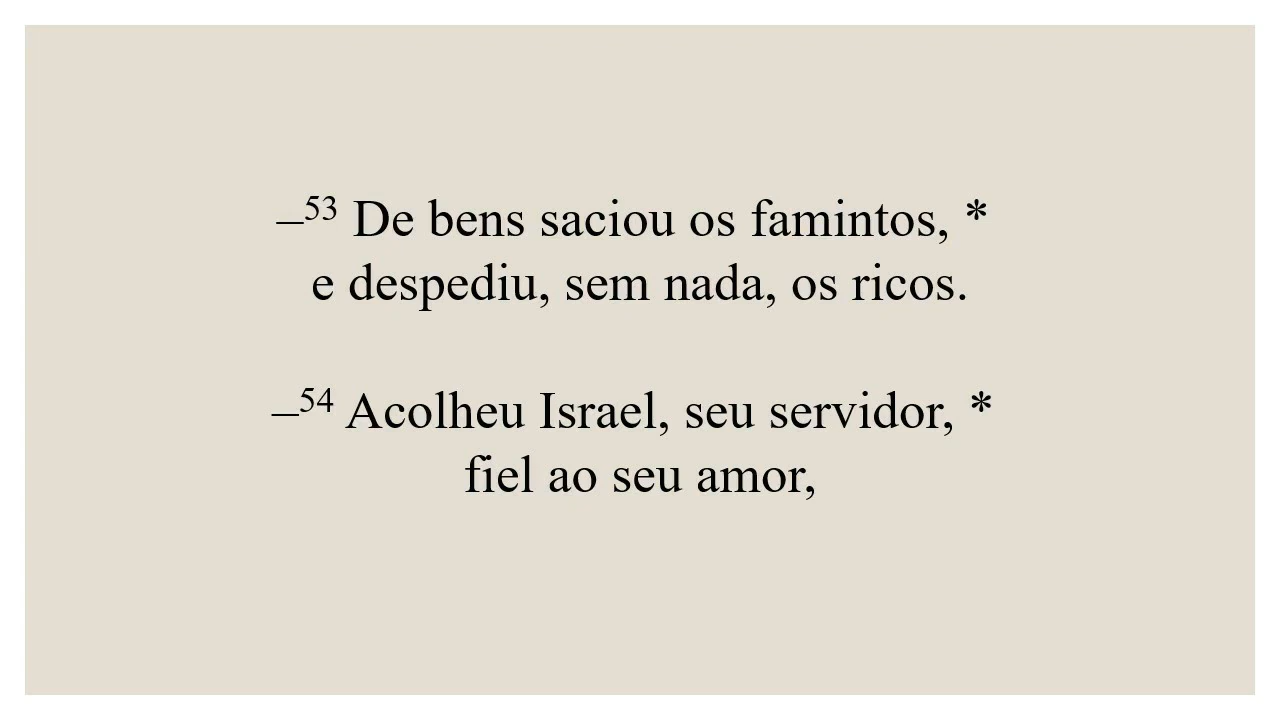 –53 De bens saciou os famintos, *
e despediu, sem nada, os ricos.
–54 Acolheu Israel, seu servidor, *
fiel ao seu amor,